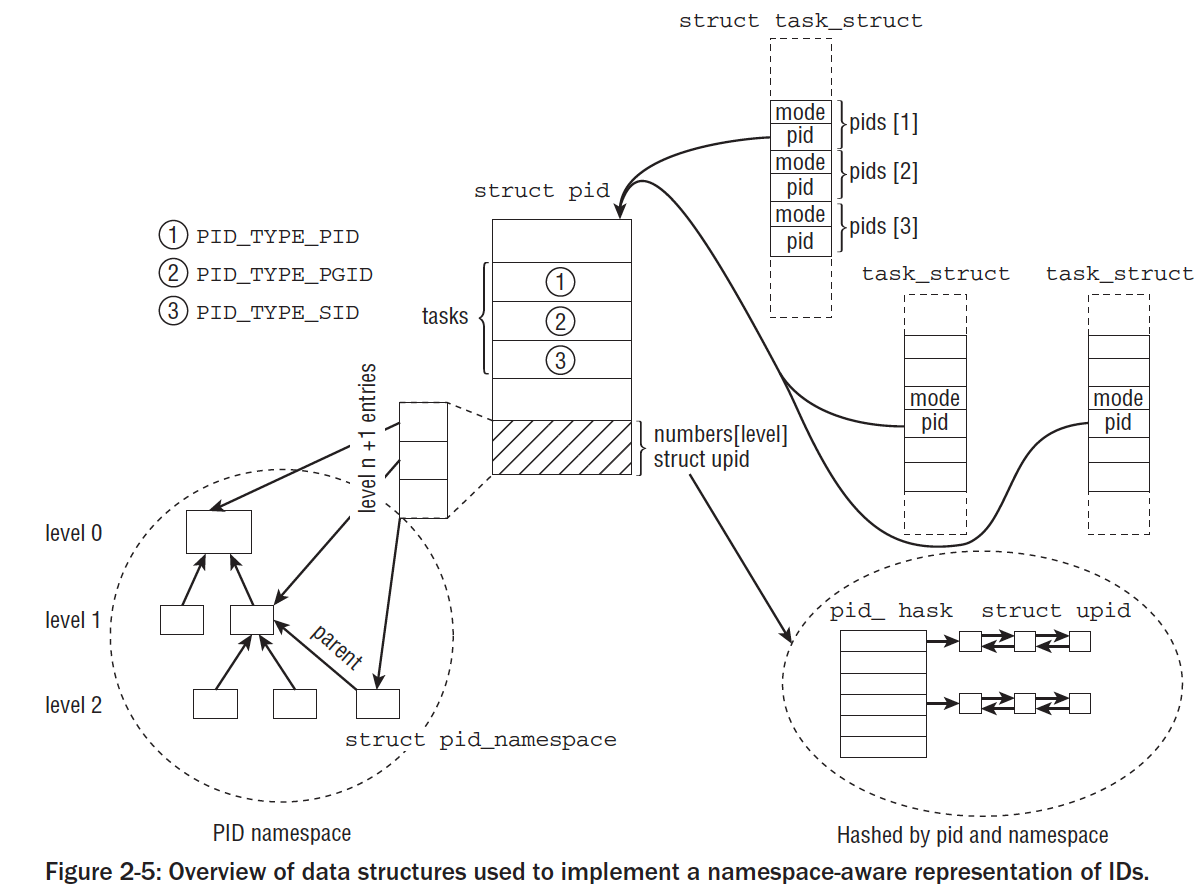 struct task_struct
mode
pid
pids [1]
mode
pid
pids [2]
mode
pid
pids [3]
struct pid
1 PID_TYPE_PID
2 PID_TYPE_PGID
3 PID_TYPE_SID
tasks
1
2
3
task_struct
task_struct
mode
pid
mode
pid
level n + 1 entries
numbers[level]
struct upid
level 0
level 1
level 2
parent
struct pid_namespace
PID namespace
pid_ hask
struct upid
Hashed by pid and namespace
Figure 2-5: Overview of data structures used to implement a namespace-aware representation of IDs.